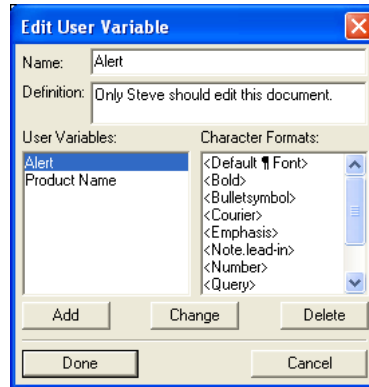 Edit User Variable
Name: Alert
Definition: Only Steve should edit this document.
User Variables: Character Formats:
Alert <Default ¶ Font>
Product Name <Bold>
<Bulletsymbol>
<Courier>
<Emphasis>
<Note.lead-in>
<Number>
<Query>
Add Change Delete
Done Cancel